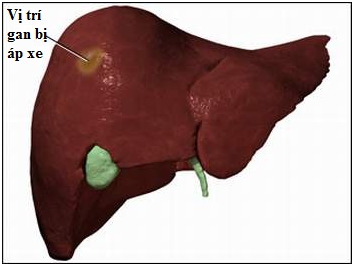 Vị trí
gan bị
áp xe